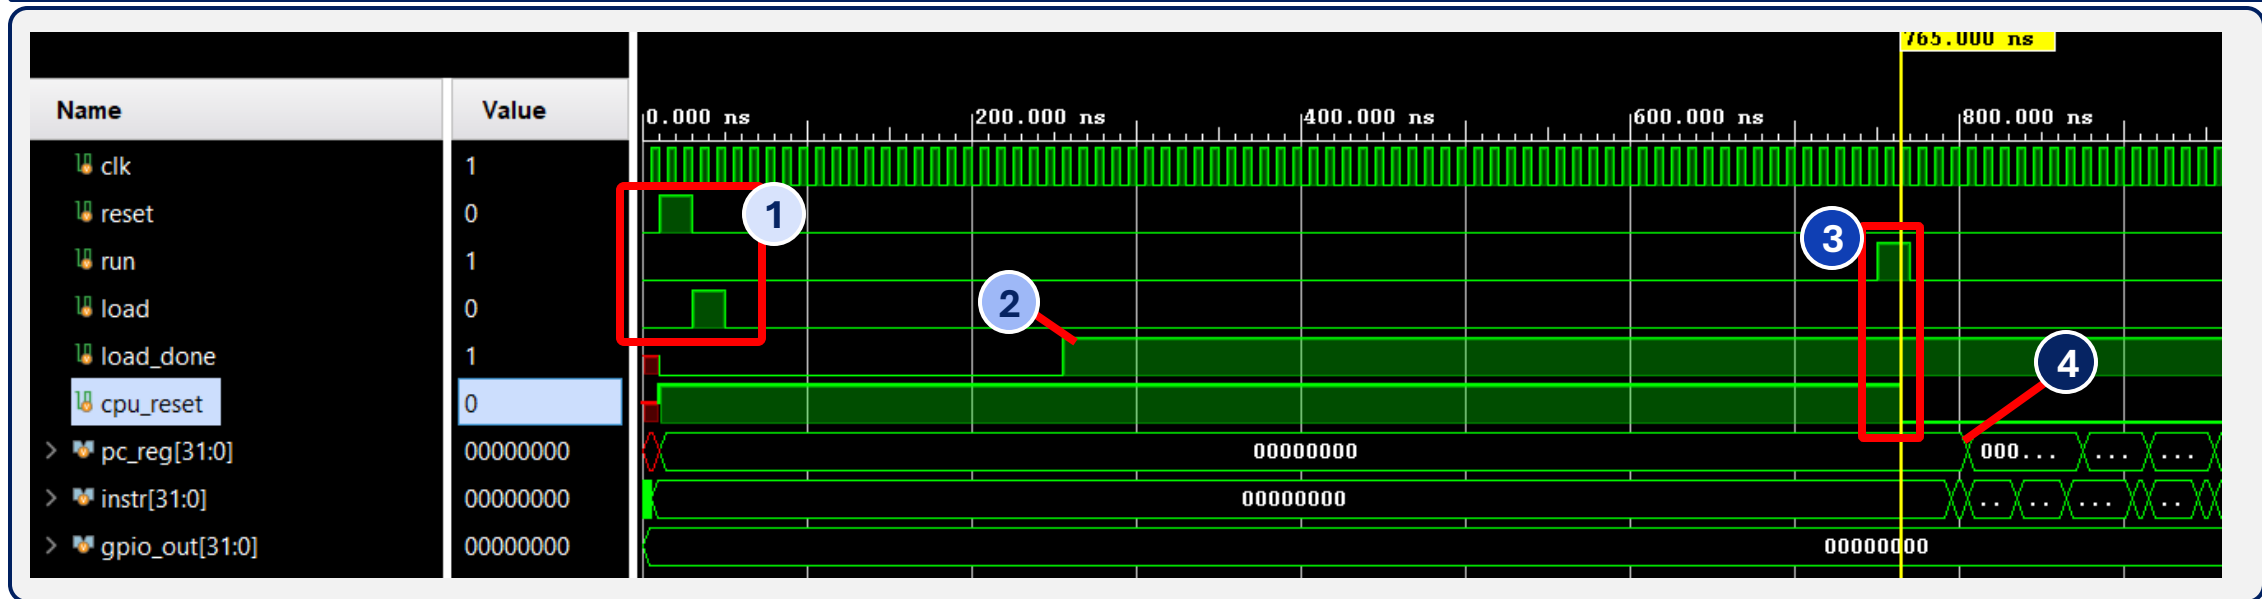 765.000 ns
Name Value
0.000 ns 200.000 ns 400.000 ns 600.000 ns 800.000 ns
clk 1
reset 0
1
run 1
3
load 0
2
load_done 1
4
cpu_reset 0
pc_reg[31:0] 00000000 00000000 000... ... ...
instr[31:0] 00000000 00000000 .. .. ... ..
gpio_out[31:0] 00000000 00000000